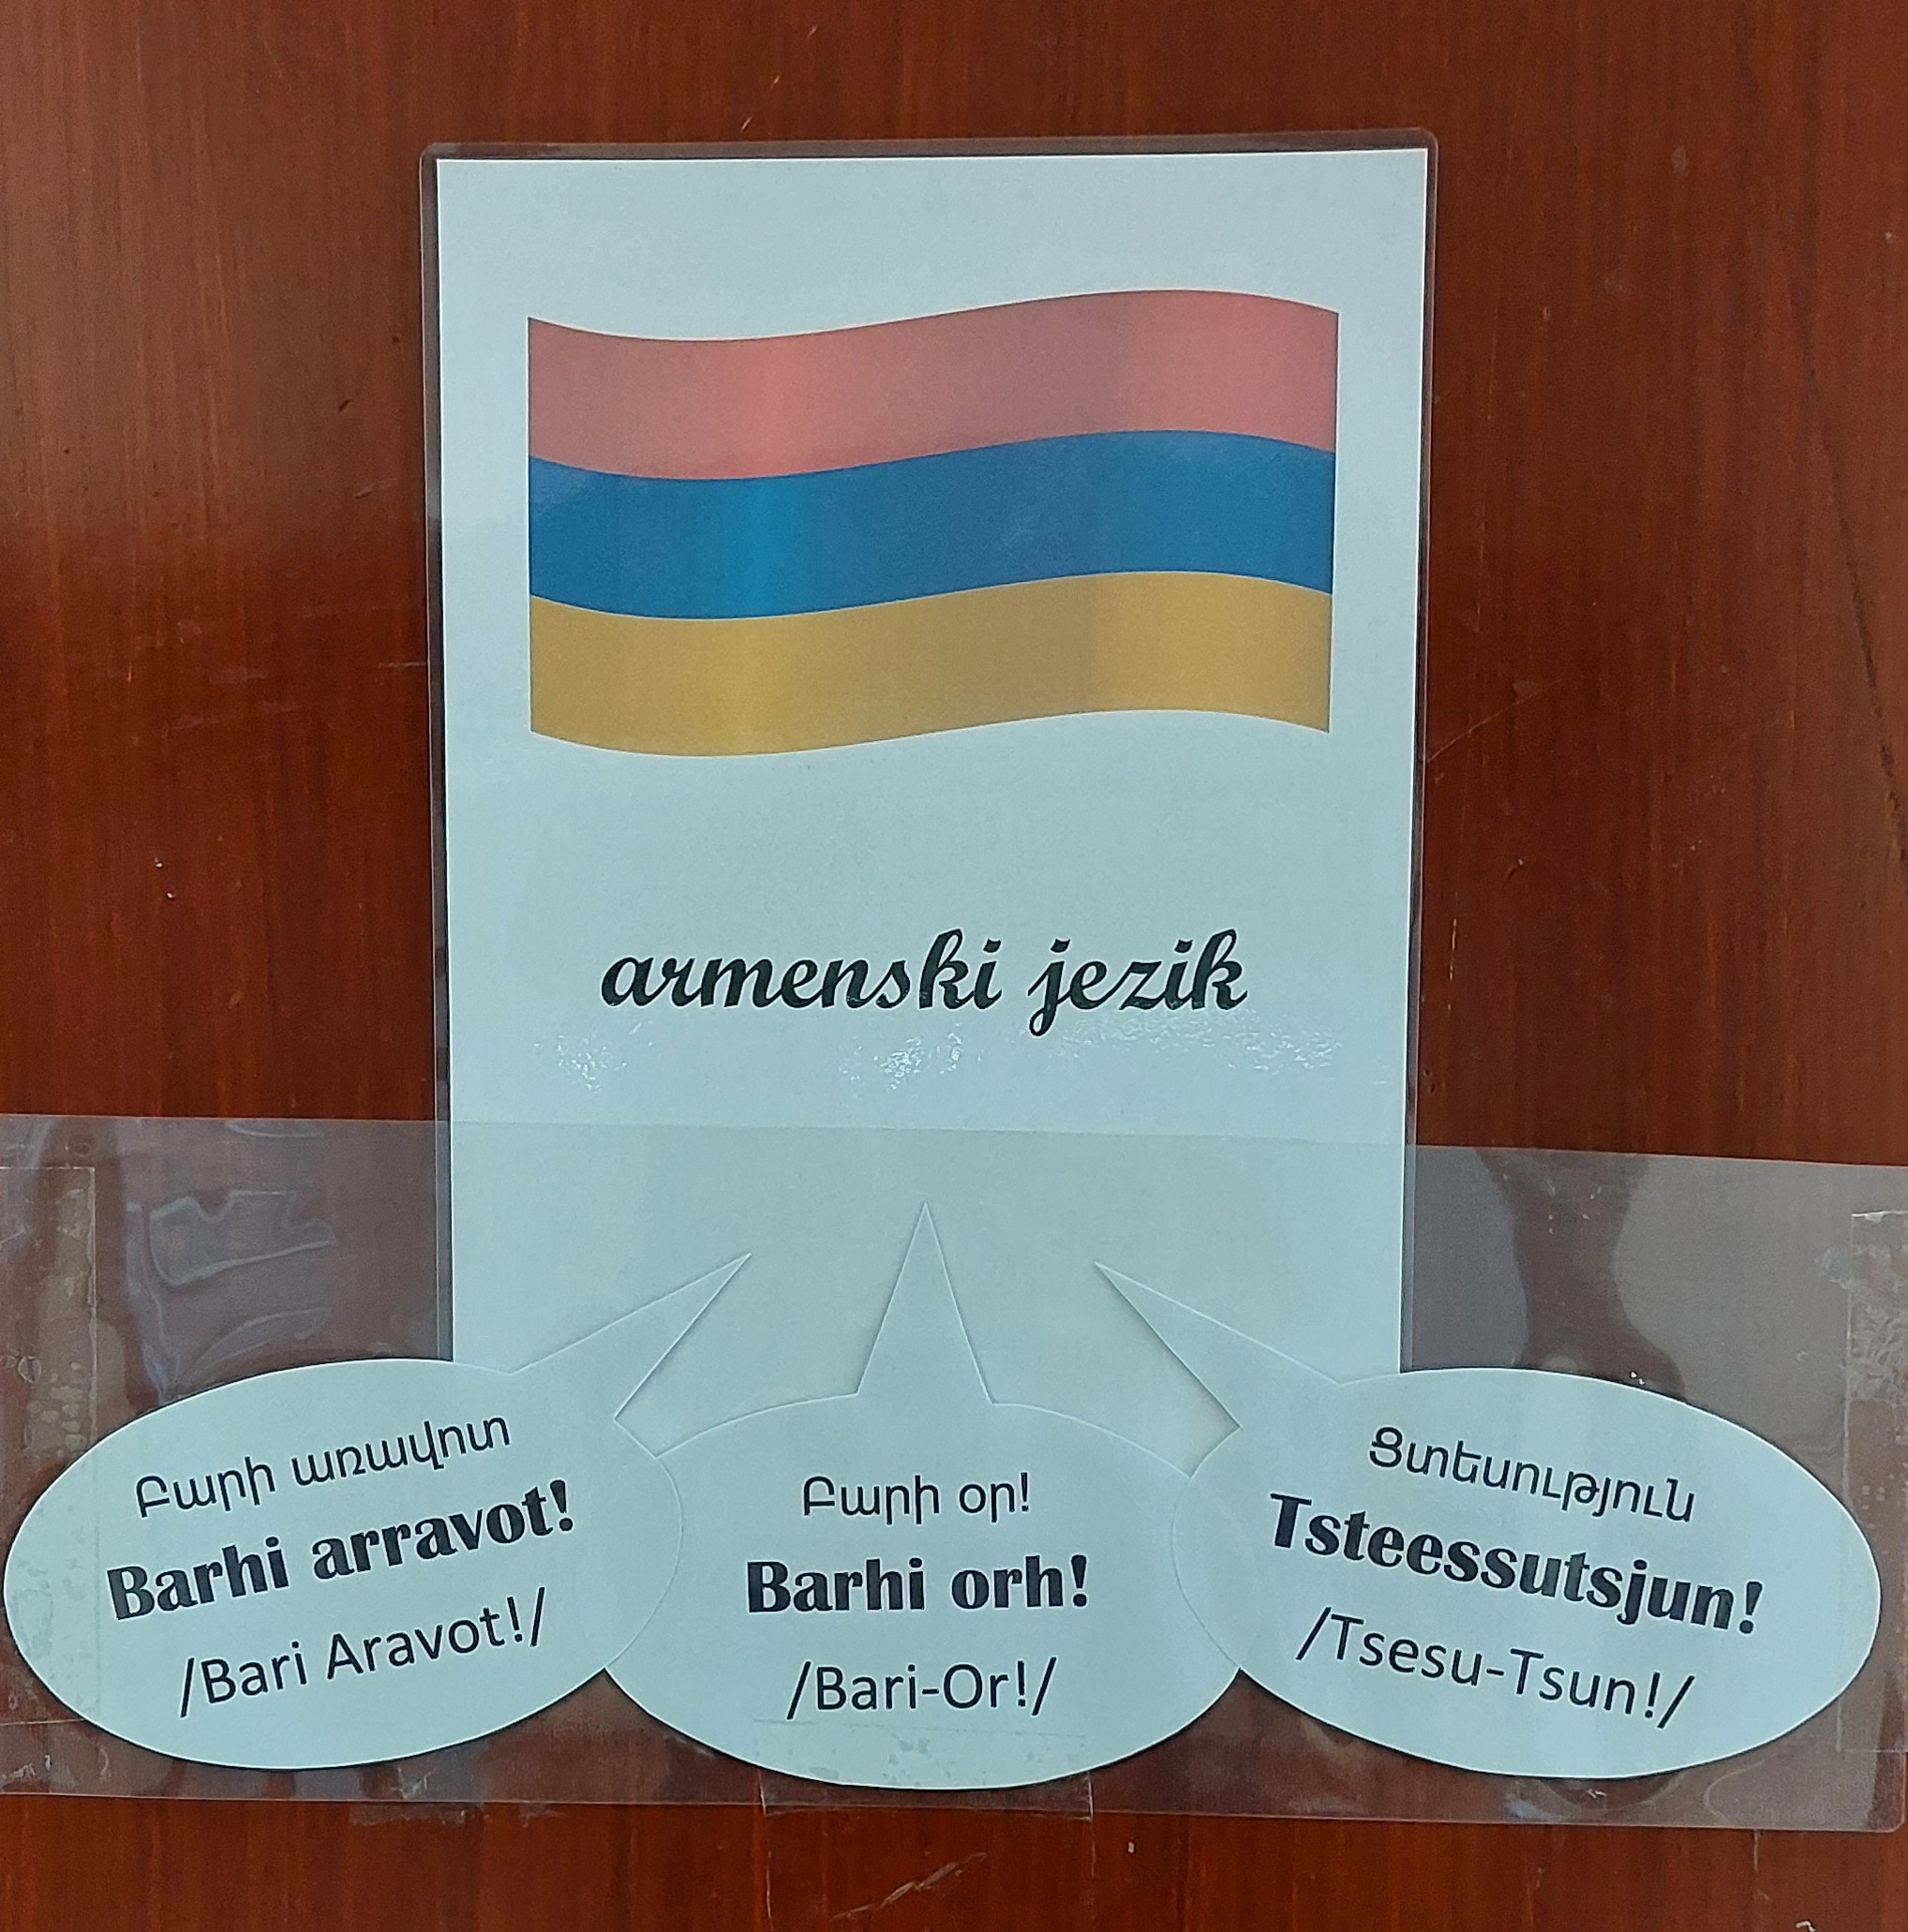 armenski jezik
Բարի առավոտ
Barhi arravot!
/Bari Aravot!/
Բարի օր!
Barhi orh!
/Bari-Or!/
Ցտեսություն
Tsteessutsjun!
/Tsesu-Tsun!/